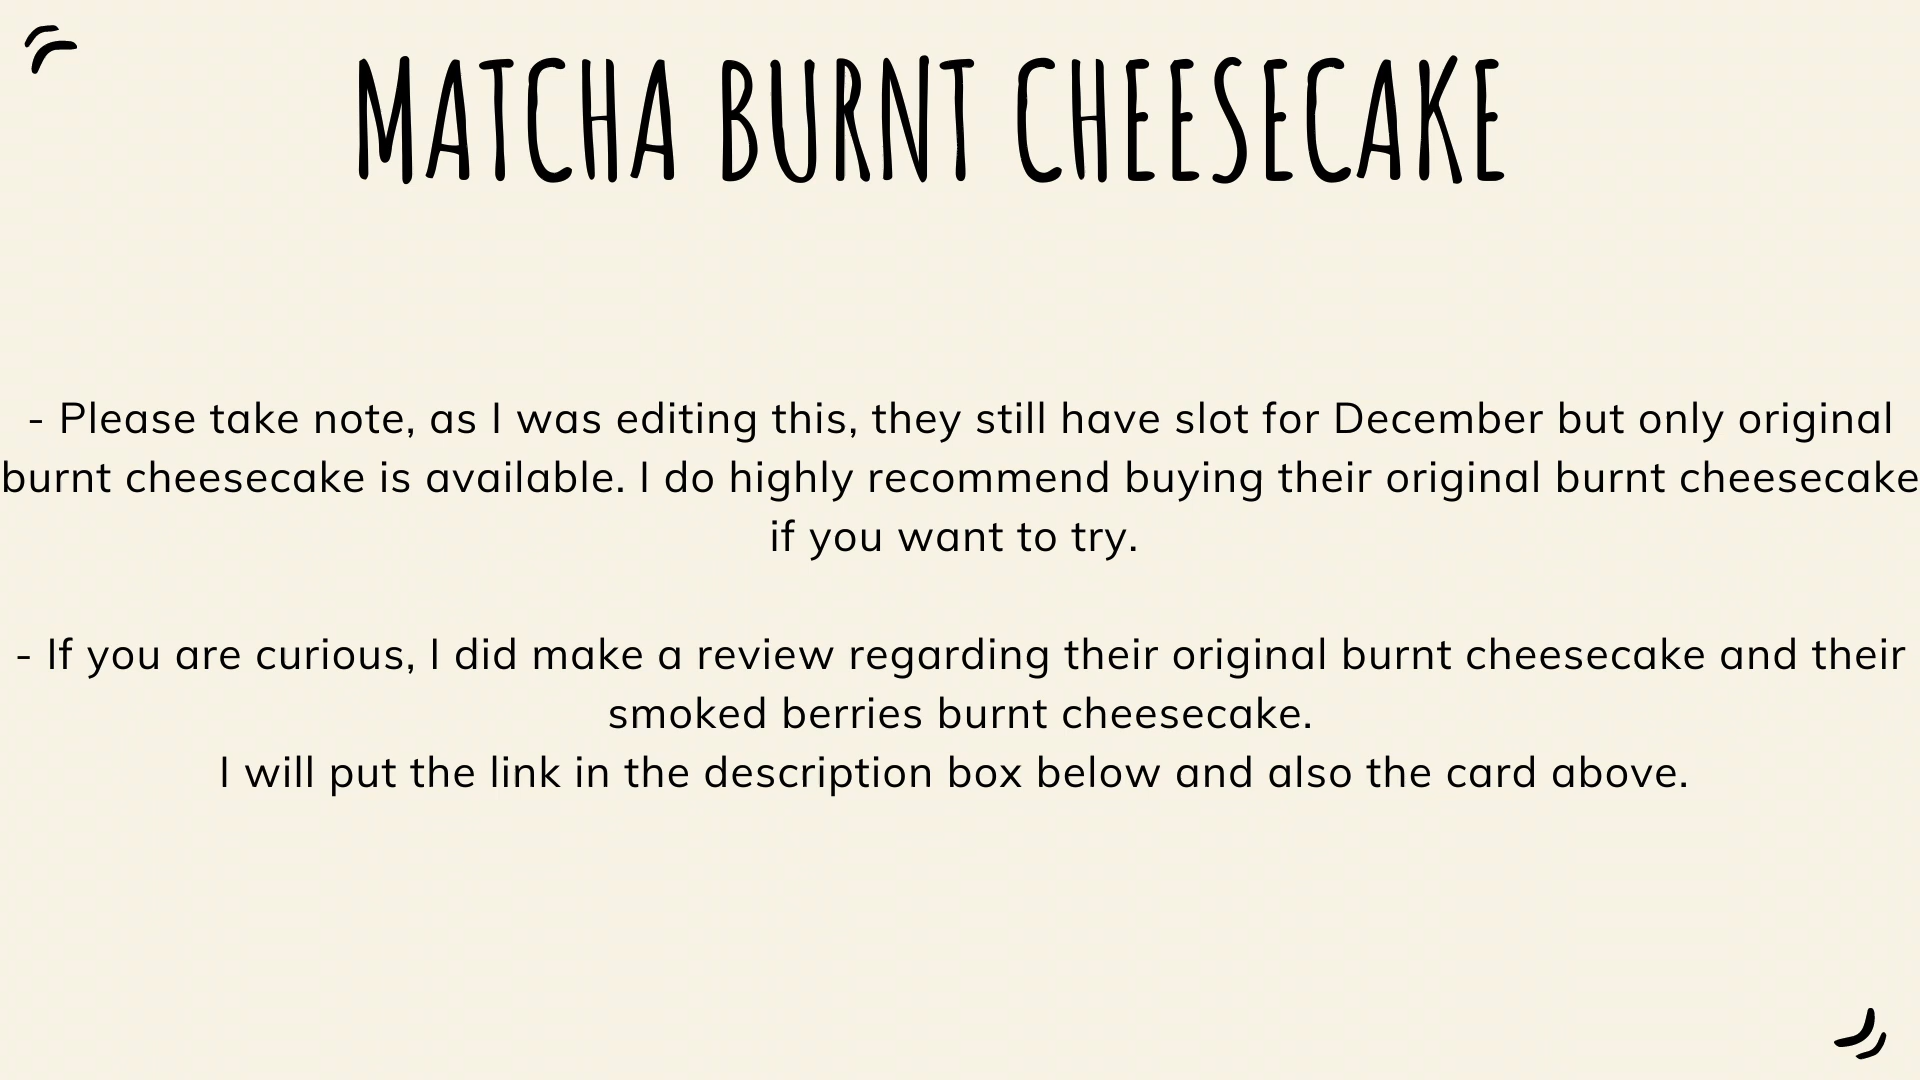 MATCHA BURNT CHEESECAKE
- Please take note, as I was editing this, they still have slot for December but only original
burnt cheesecake is available. I do highly recommend buying their original burnt cheesecake
if you want to try.
- If you are curious, I did make a review regarding their original burnt cheesecake and their
smoked berries burnt cheesecake.
I will put the link in the description box below and also the card above.